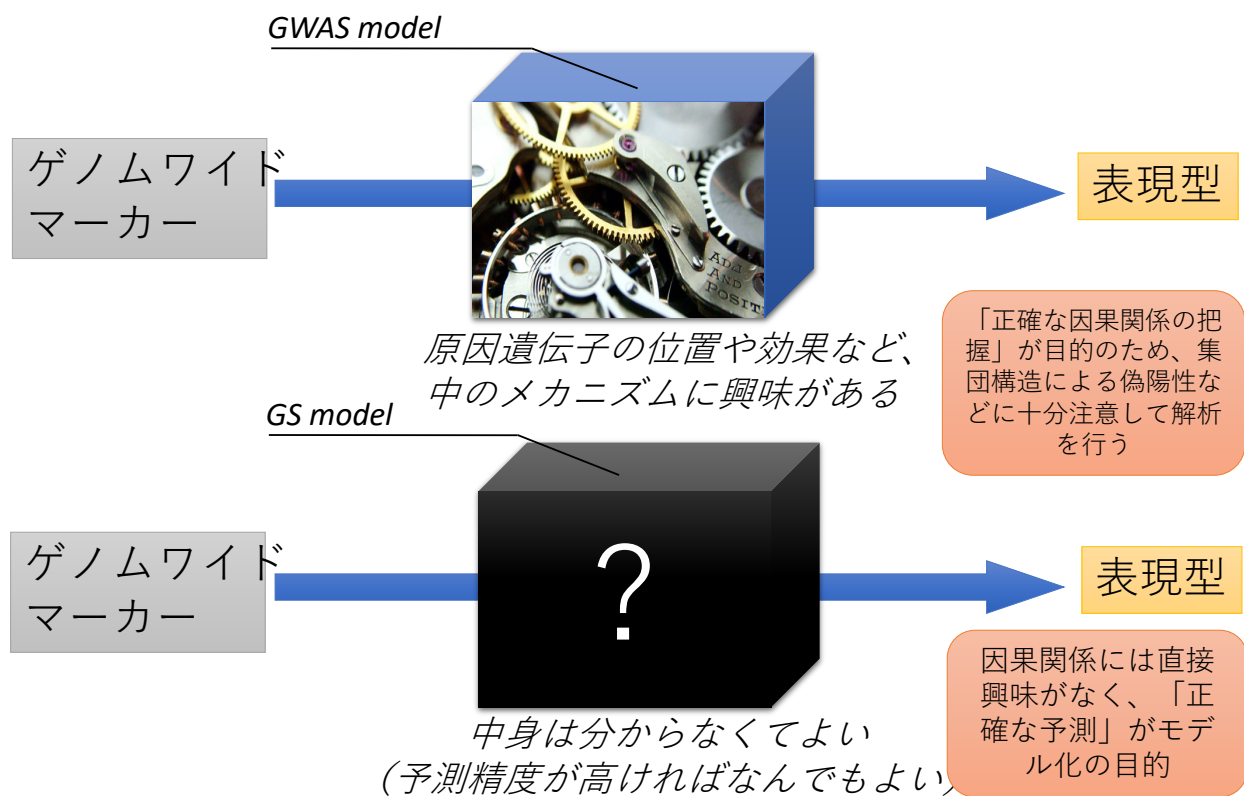 GWAS model
ゲノムワイド
マーカー
ADJ
AND
POSIT
表現型
原因遺伝子の位置や効果など、
中のメカニズムに興味がある
「正確な因果関係の把
握」が目的のため、集
団構造による偽陽性な
どに十分注意して解析
を行う
GS model
ゲノムワイド
マーカー
?
表現型
中身は分からなくてよい
(予測精度が高ければなんでもよい)
因果関係には直接
興味がなく、「正
確な予測」がモデ
ル化の目的